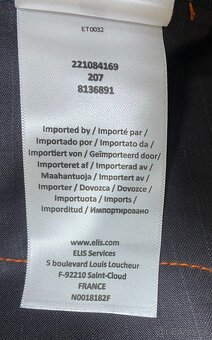 ET0032
221084169
207
8136891
Imported by / Importé par /
Importado por / Importato da /
Importiert von / Geïmporteerd door/
Importeret af / Importerad av /
Maahantuoja / Importert av /
Importer / Dovozca / Dovozce /
Importuota / Imports /
Imporditud / Импортировано
www.elis.com
ELIS Services
5 boulevard Louis Loucheur
F-92210 Saint-Cloud
FRANCE
N0018182F